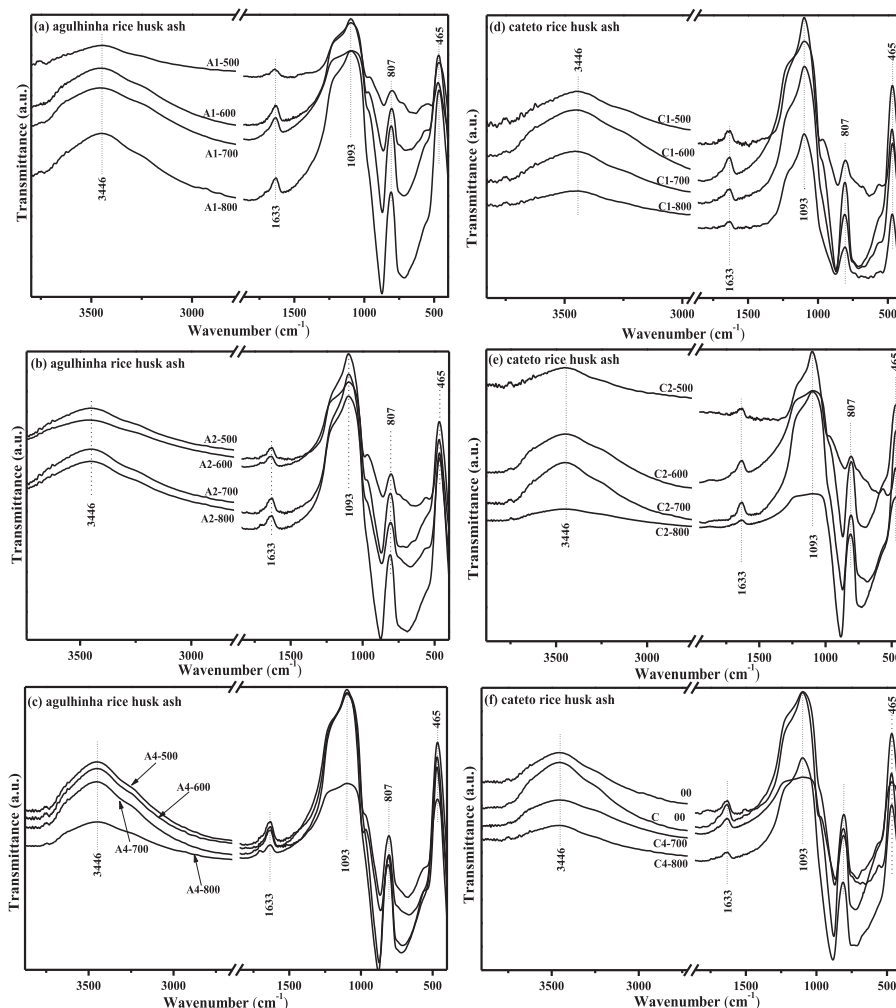 (a) agulhinha rice husk ash
465
807
3446
A1-500
A1-600
A1-700
A1-800
1093
1633
Transmittance (a.u.)
3500
3000
1500
1000
500
Wavenumber (cm-1)
(d) cateto rice husk ash
465
3446
807
C1-500
C1-600
C1-700
C1-800
1093
1633
Transmittance (a.u.)
3500
3000
1500
1000
500
Wavenumber (cm-1)
(b) agulhinha rice husk ash
465
807
A2-500
A2-600
A2-700
A2-800
3446
1093
1633
Transmittance (a.u.)
3500
3000
1500
1000
500
Wavenumber (cm-1)
(e) cateto rice husk ash
465
807
C2-500
C2-600
C2-700
C2-800
3446
1093
1633
Transmittance (a.u.)
3500
3000
1500
1000
500
Wavenumber (cm-1)
(c) agulhinha rice husk ash
465
807
A4-500
A4-600
A4-700
A4-800
3446
1093
1633
Transmittance (a.u.)
3500
3000
1500
1000
500
Wavenumber (cm-1)
(f) cateto rice husk ash
465
00
C 00
C4-700
C4-800
3446
1093
1633
Transmittance (a.u.)
3500
3000
1500
1000
500
Wavenumber (cm-1)